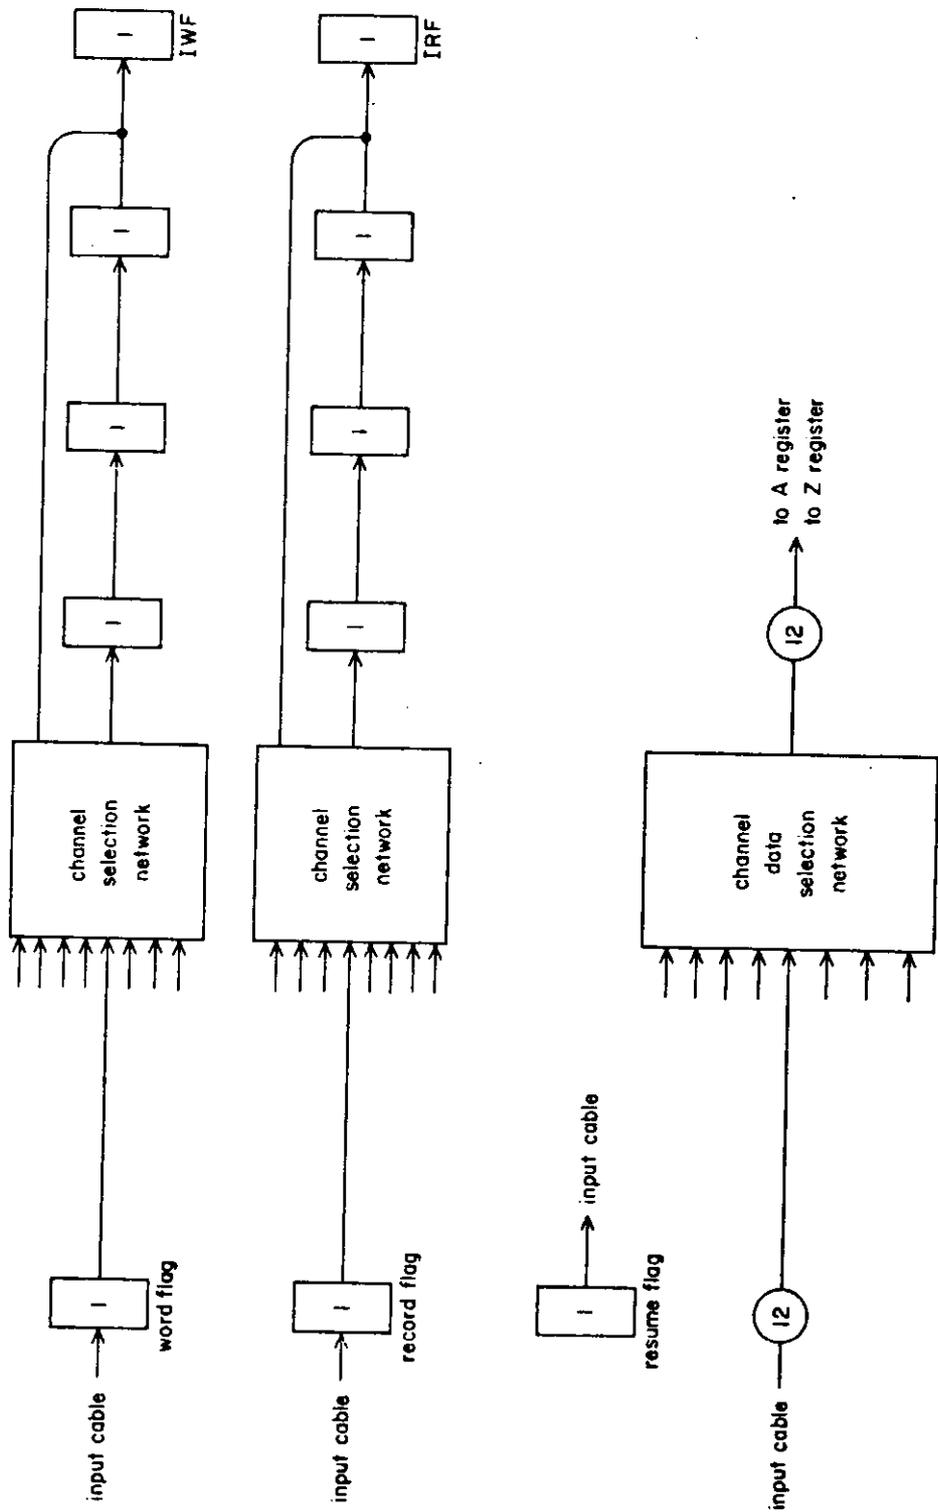 input cable
1
word flag
channel
selection
network
1
1
1
1
IWF
input cable
1
record flag
channel
selection
network
1
1
1
1
IRF
1
resume flag
input cable
input cable
12
channel
data
selection
network
12
to A register
to Z register